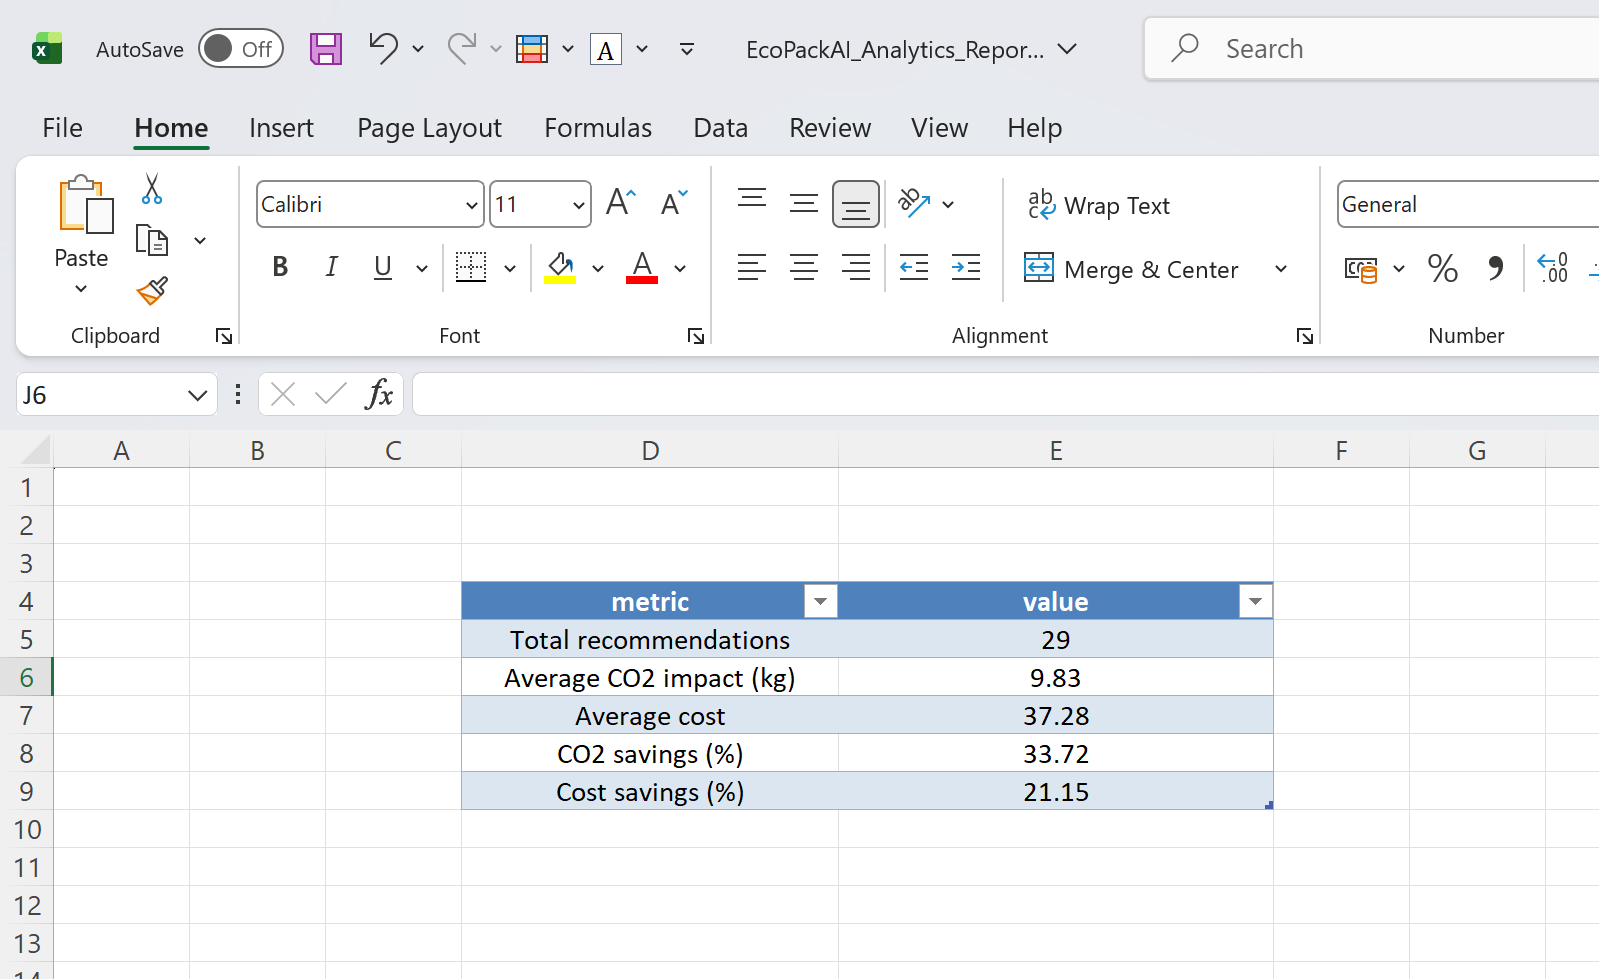 AutoSave Off A EcoPackAI_Analytics_Repor... Search
File Home Insert Page Layout Formulas Data Review View Help
Paste
Calibri 11 A A
ab Wrap Text
General
B I U A
Merge & Center
% , .00
Clipboard Font Alignment Number
J6 fx
A B C D E F G
1
2
3
4 metric value
5 Total recommendations 29
6 Average CO2 impact (kg) 9.83
7 Average cost 37.28
8 CO2 savings (%) 33.72
9 Cost savings (%) 21.15
10
11
12
13
14